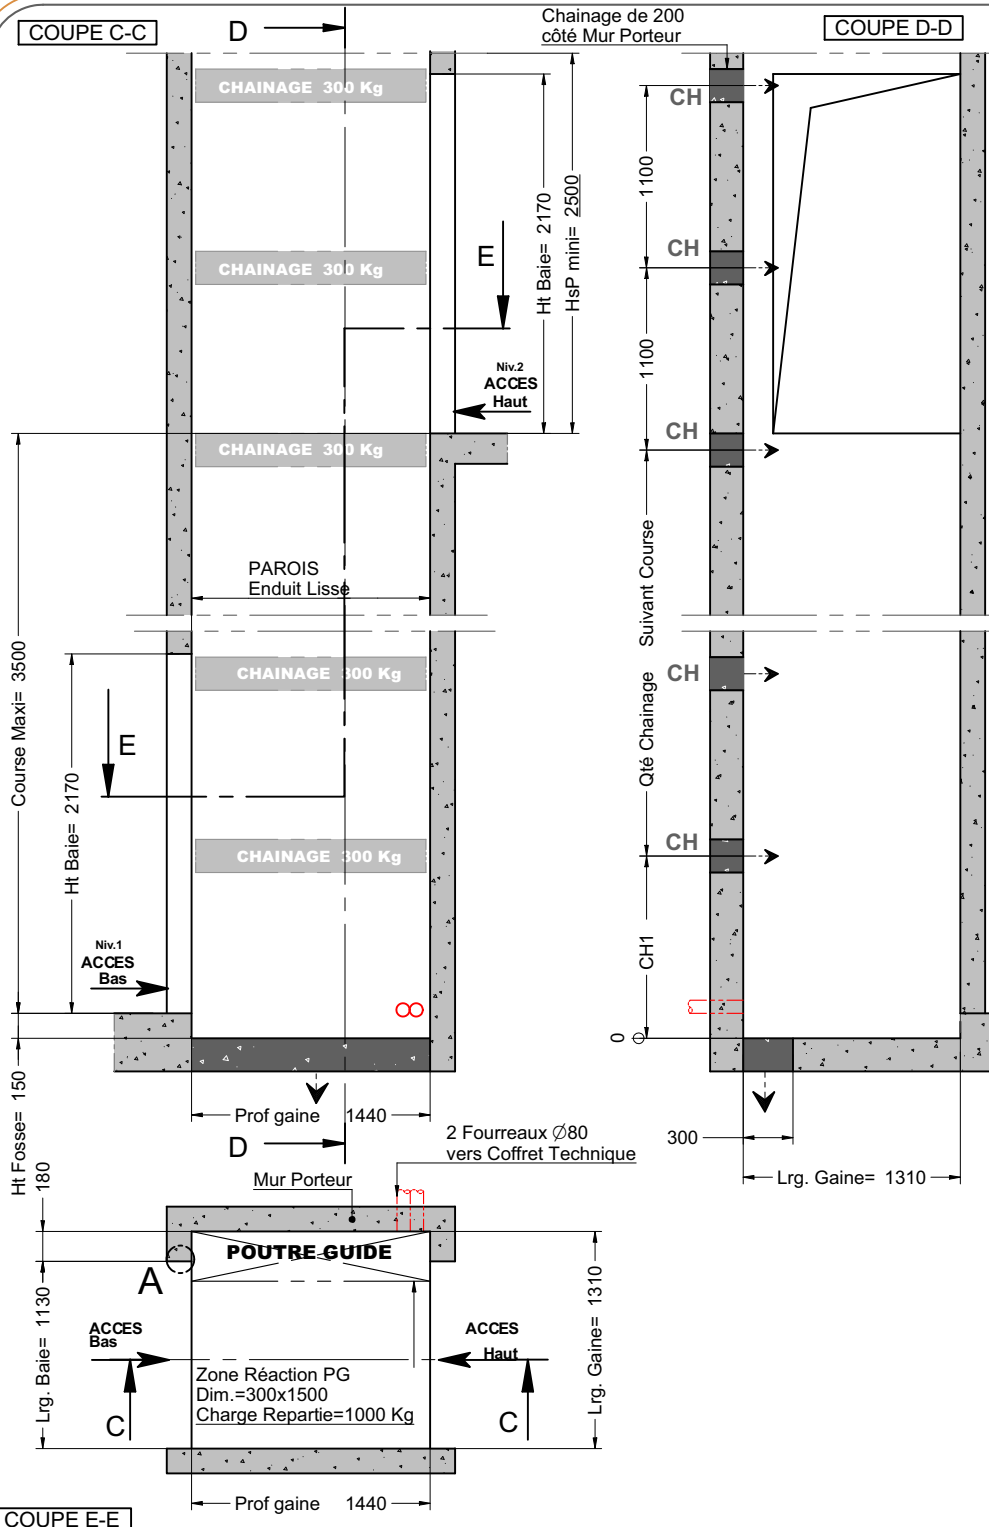 COUPE C-C
D
Chainage de 200
côté Mur Porteur
COUPE D-D
CHAINAGE 300 Kg
CH
1100
Ht Baie= 2170
HsP mini= 2500
CHAINAGE 300 Kg
E
CH
1100
Niv.2
ACCES
Haut
CHAINAGE 300 Kg
CH
PAROIS
Enduit Lisse
Suivant Course
Course Maxi= 3500
CHAINAGE 300 Kg
CH
Qté Chainage
E
Ht Baie= 2170
CHAINAGE 300 Kg
CH
Niv.1
ACCES
Bas
CH1
0
Ht Fosse= 150
Prof gaine 1440
D
2 Fourreaux Ø80
vers Coffret Technique
300
Lrg. Gaine= 1310
180
Mur Porteur
POUTRE GUIDE
A
Lrg. Baie= 1130
Lrg. Gaine= 1310
ACCES
Bas
ACCES
Haut
Zone Réaction PG
Dim.=300x1500
Charge Repartie=1000 Kg
C
C
Prof gaine 1440
COUPE E-E